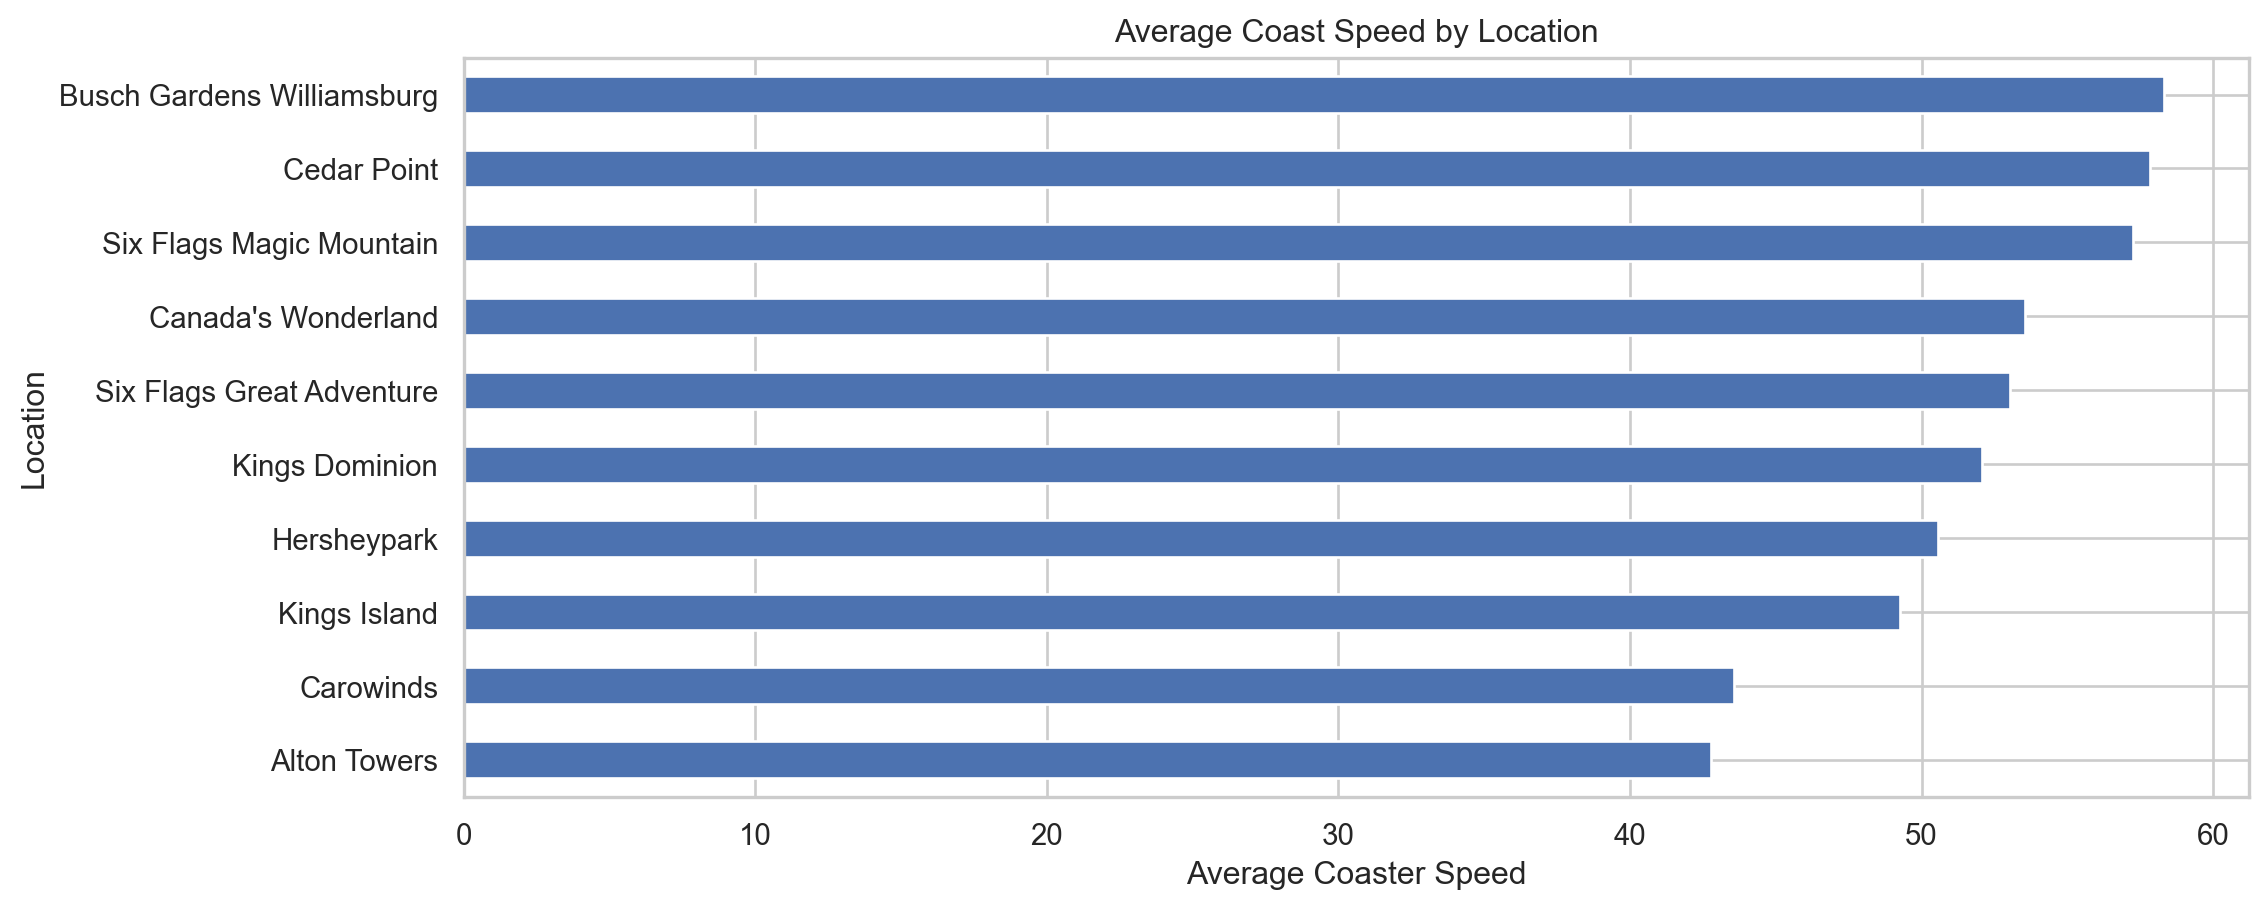 Average Coast Speed by Location
Busch Gardens Williamsburg
Cedar Point
Six Flags Magic Mountain
Canada's Wonderland
Six Flags Great Adventure
Kings Dominion
Hersheypark
Kings Island
Carowinds
Alton Towers
Location
0 10 20 30 40 50 60
Average Coaster Speed